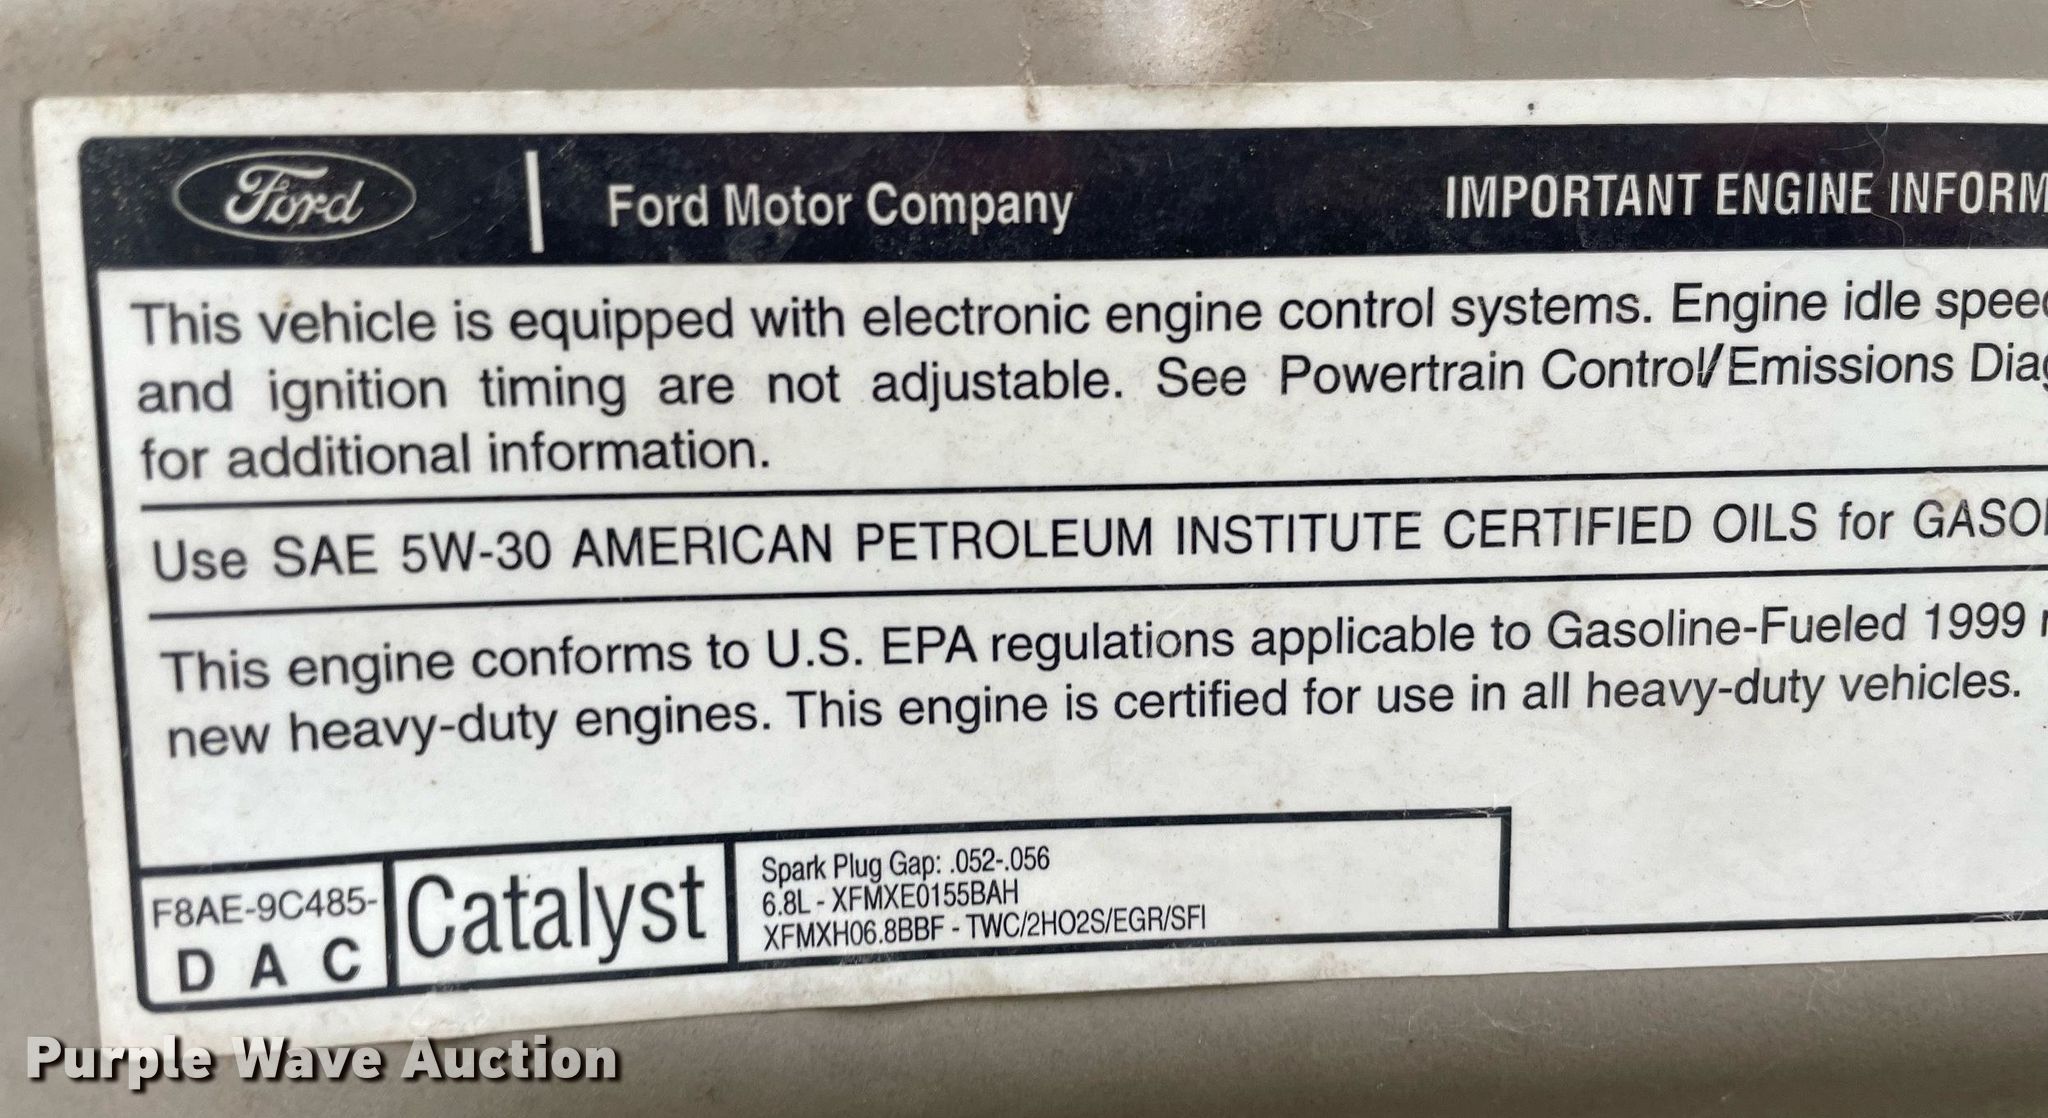 Ford
Ford Motor Company
IMPORTANT ENGINE INFORM
This vehicle is equipped with electronic engine control systems. Engine idle speed
and ignition timing are not adjustable. See Powertrain Control/Emissions Diag
for additional information.
Use SAE 5W-30 AMERICAN PETROLEUM INSTITUTE CERTIFIED OILS for GASOL
This engine conforms to U.S. EPA regulations applicable to Gasoline-Fueled 1999
new heavy-duty engines. This engine is certified for use in all heavy-duty vehicles.
F8AE-9C485-
D A C
Catalyst
Spark Plug Gap: .052-.056
6.8L - XFMXE0155BAH
XFMXH06.8BBF - TWC/2HO2S/EGR/SFI
Purple Wave Auction